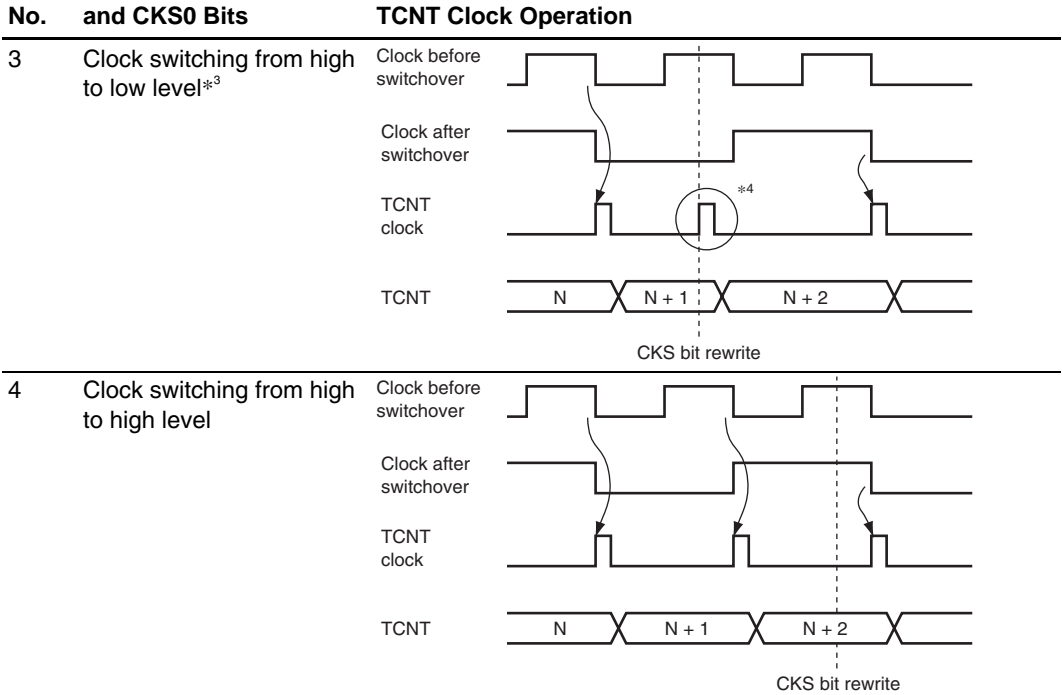 No. and CKS0 Bits TCNT Clock Operation
3 Clock switching from high to low level*3
Clock before
switchover
Clock after
switchover
TCNT
clock
*4
TCNT N N + 1 N + 2
CKS bit rewrite
4 Clock switching from high to high level
Clock before
switchover
Clock after
switchover
TCNT
clock
TCNT N N + 1 N + 2
CKS bit rewrite